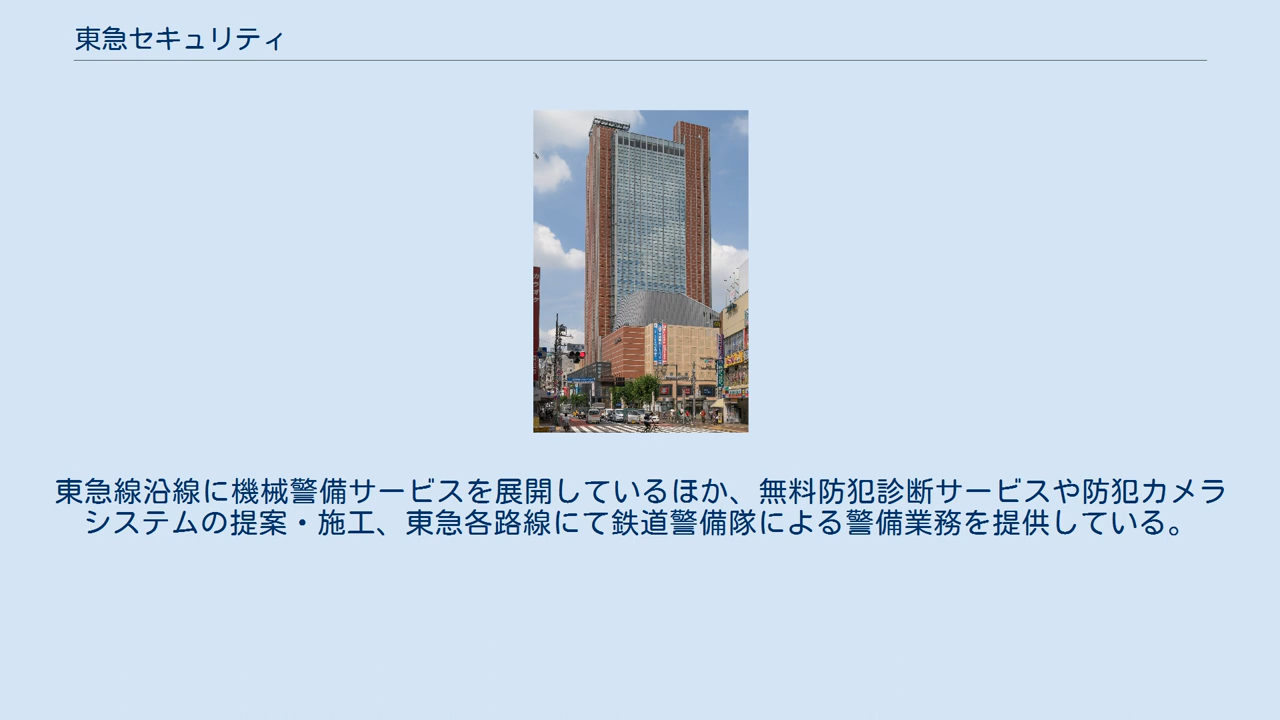 東急セキュリティ
東急線沿線に機械警備サービスを展開しているほか、無料防犯診断サービスや防犯カメラ
システムの提案・施工、東急各路線にて鉄道警備隊による警備業務を提供している。